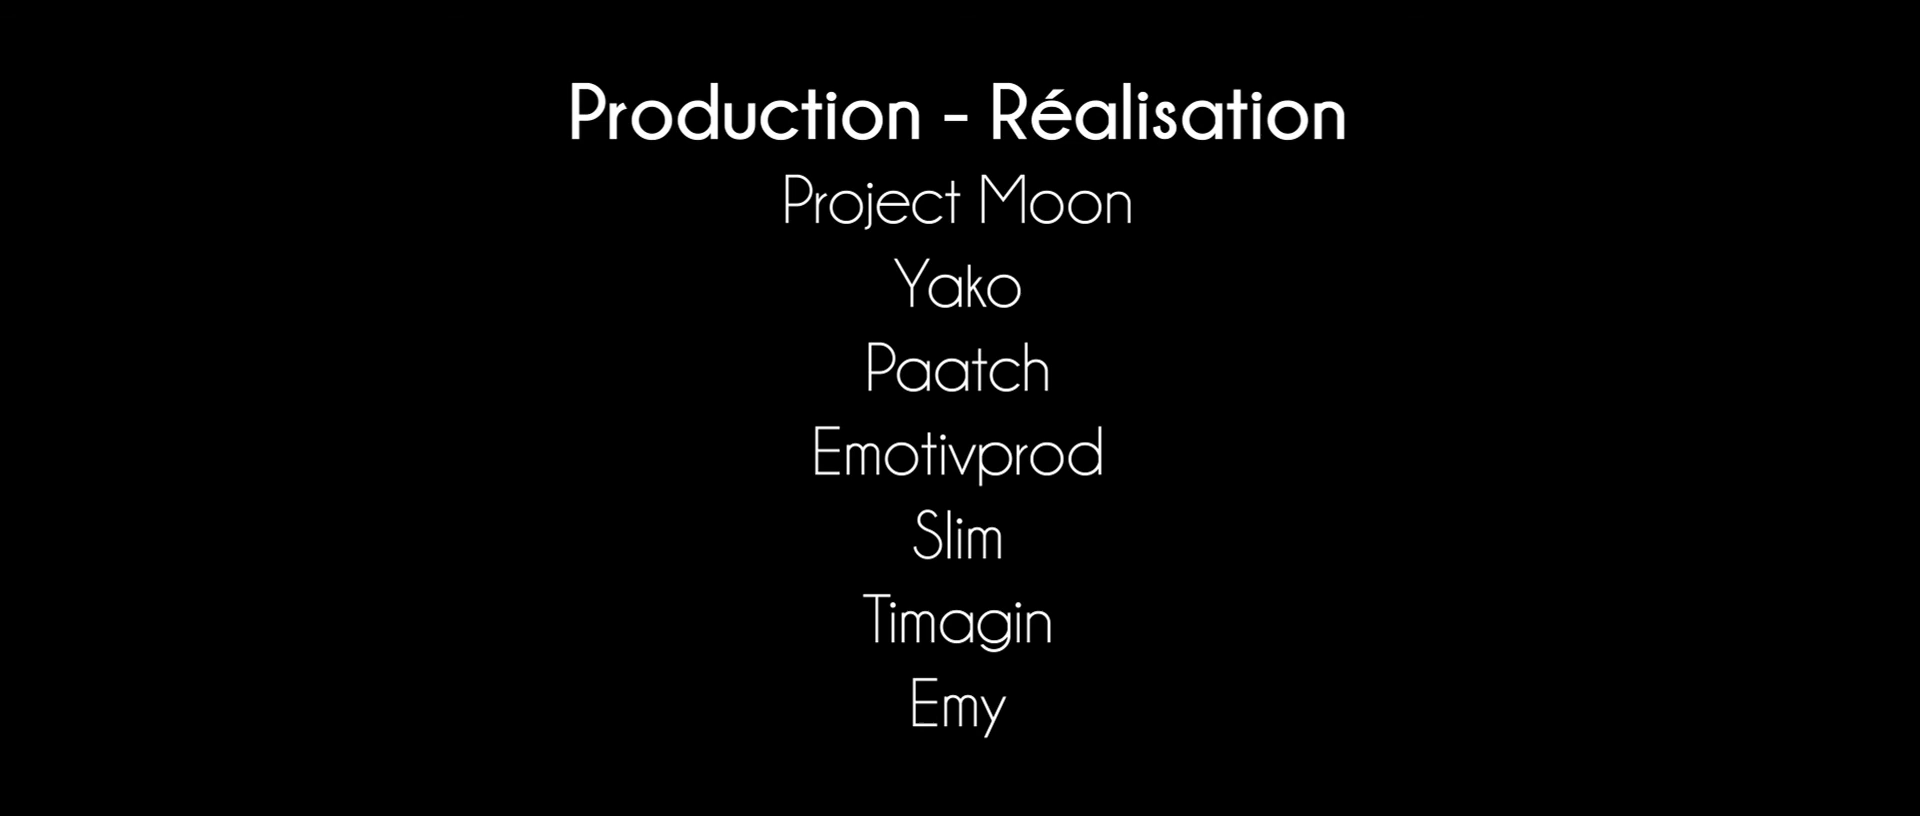 Production - Réalisation
Project Moon
Yako
Paatch
Emotivprod
Slim
Timagin
Emy